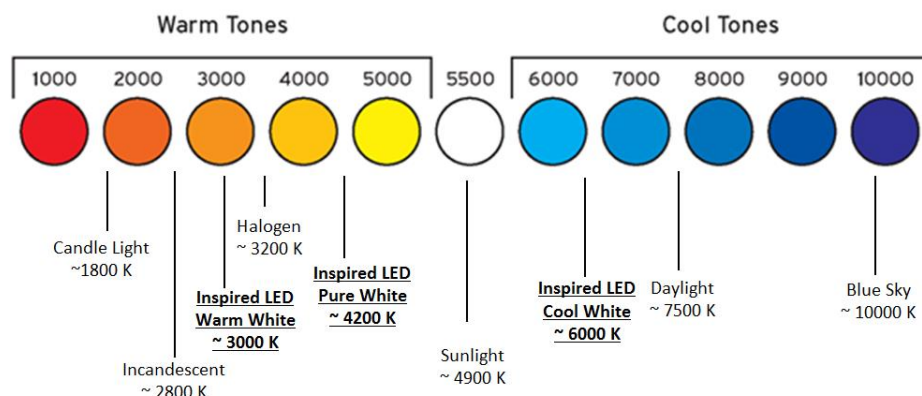 Warm Tones
Cool Tones
1000 2000 3000 4000 5000 5500 6000 7000 8000 9000 10000
Candle Light
~1800 K
Incandescent
~ 2800 K
Inspired LED
Warm White
~ 3000 K
Halogen
~ 3200 K
Inspired LED
Pure White
~ 4200 K
Sunlight
~ 4900 K
Inspired LED
Cool White
~ 6000 K
Daylight
~ 7500 K
Blue Sky
~ 10000 K